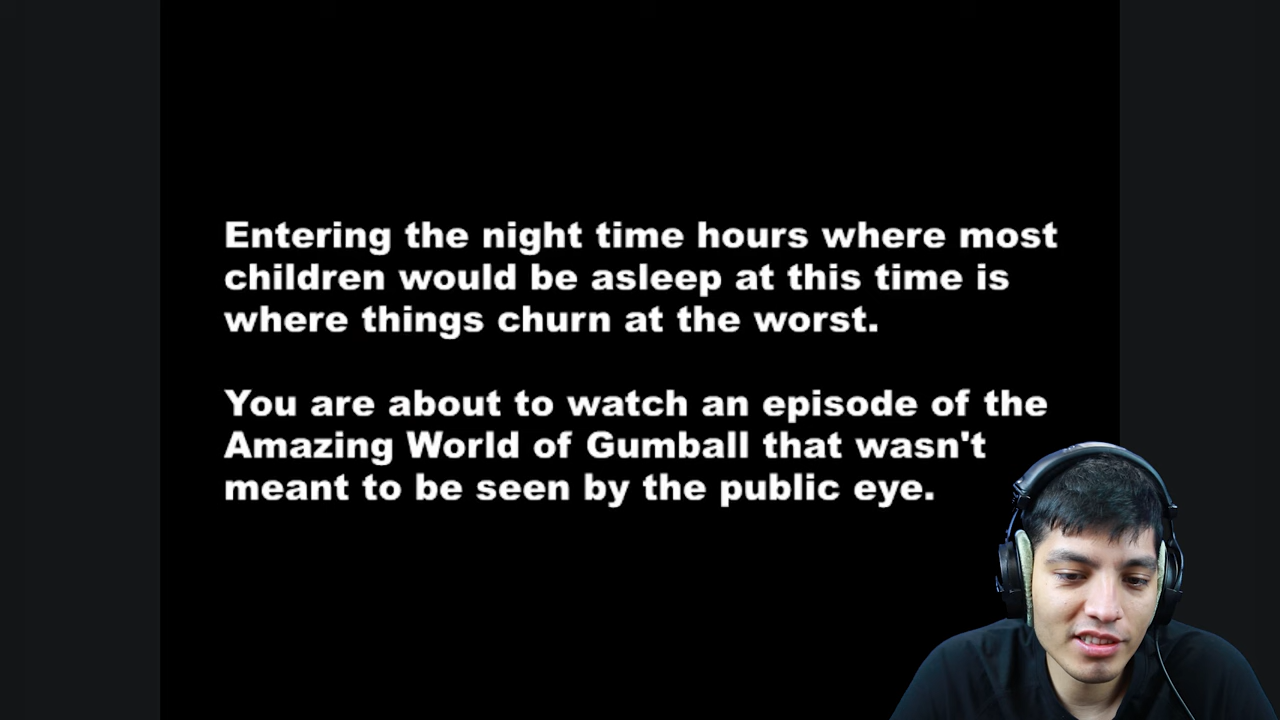 Entering the night time hours where most
children would be asleep at this time is
where things churn at the worst.
You are about to watch an episode of the
Amazing World of Gumball that wasn't
meant to be seen by the public eye.